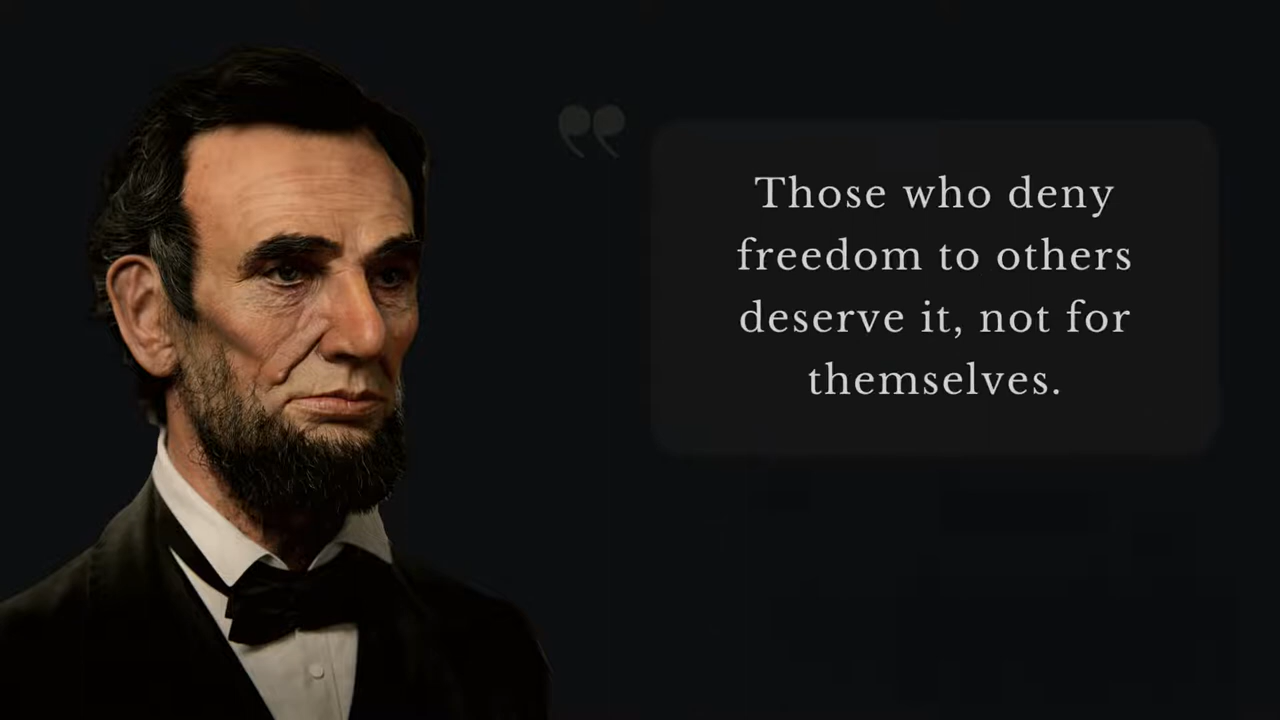 Those who deny
freedom to others
deserve it, not for
themselves.